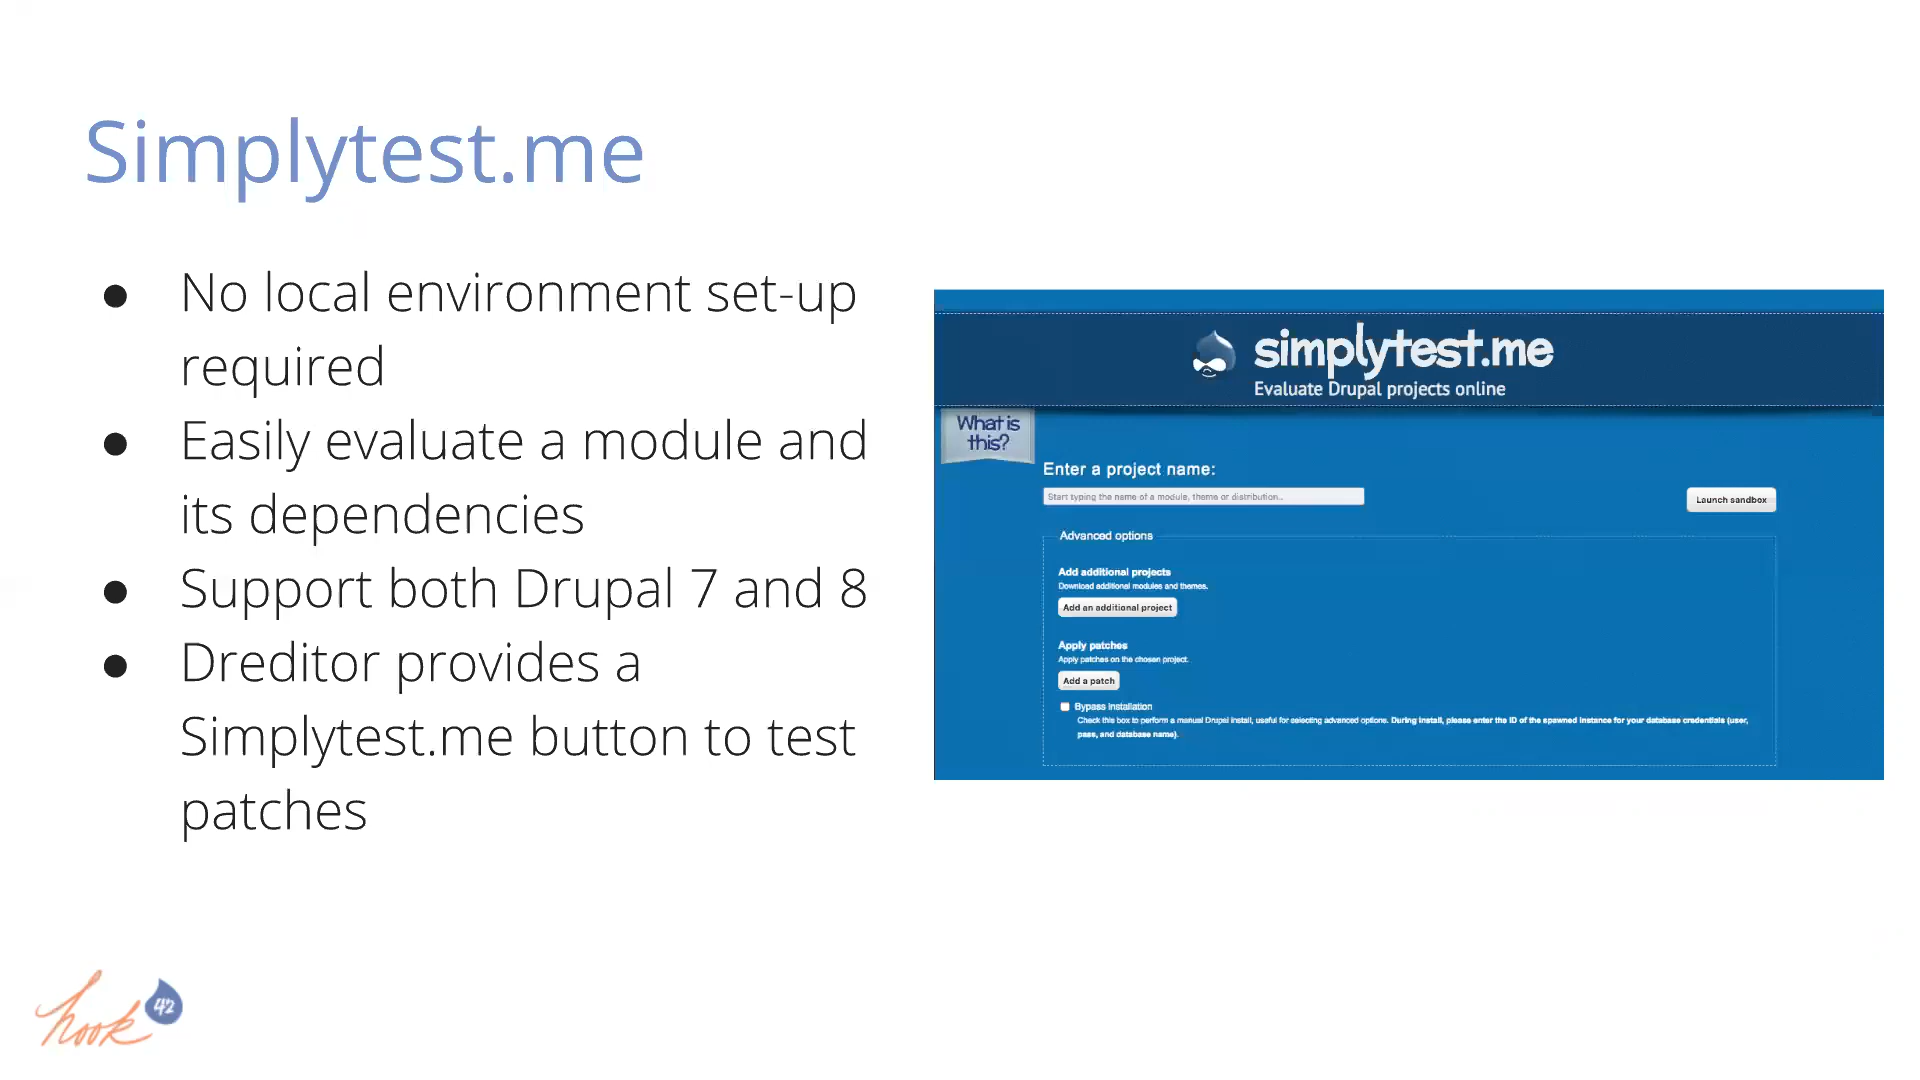 Simplytest.me
● No local environment set-up
required
● Easily evaluate a module and
its dependencies
● Support both Drupal 7 and 8
● Dreditor provides a
Simplytest.me button to test
patches
simplytest.me
Evaluate Drupal projects online
What is
this?
Enter a project name:
Start typing the name of a module, theme or distribution..
Launch sandbox
Advanced options
Add additional projects
Download additional modules and themes.
Add an additional project
Apply patches
Apply patches on the chosen project.
Add a patch
Bypass installation
Check this box to perform a manual Drupal install, useful for selecting advanced options. During install, please enter the ID of the spawned instance for your database credentials (user,
pass, and database name).
hook 42